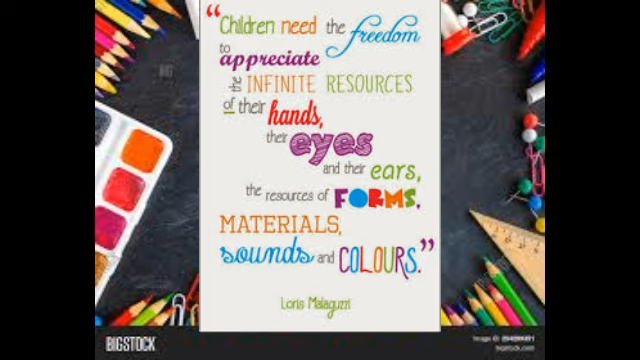 “Children need the freedom
to
appreciate
the INFINITE RESOURCES
of their hands,
their eyes
and their ears,
the resources of FORMS,
MATERIALS,
sounds and COLOURS.”
Loris Malaguzzi
BIGSTOCK
bigstock.com